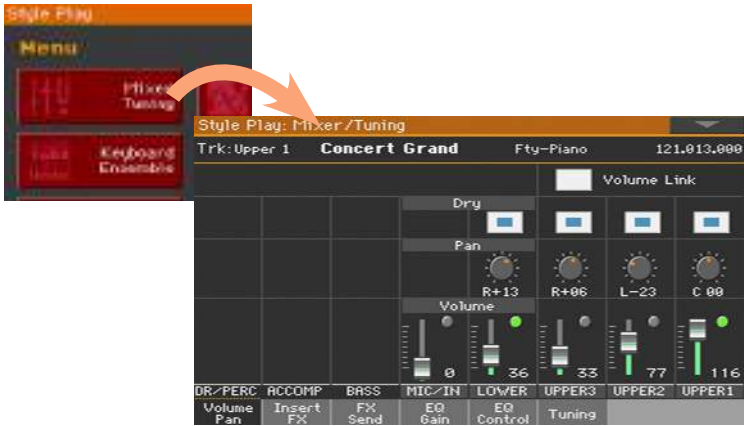 Style Play
Menu
Mixer
Tuning
Keyboard
Ensemble
Style Play: Mixer/Tuning
Trk:Upper 1 Concert Grand Fty-Piano 121.013.000
Volume Link
Dry
Pan
R+13 R+06 L-23 C 00
Volume
0 36 33 77 116
DR/PERC ACCOMP BASS MIC/IN LOWER UPPER3 UPPER2 UPPER1
Volume Pan Insert FX FX Send EQ Gain EQ Control Tuning